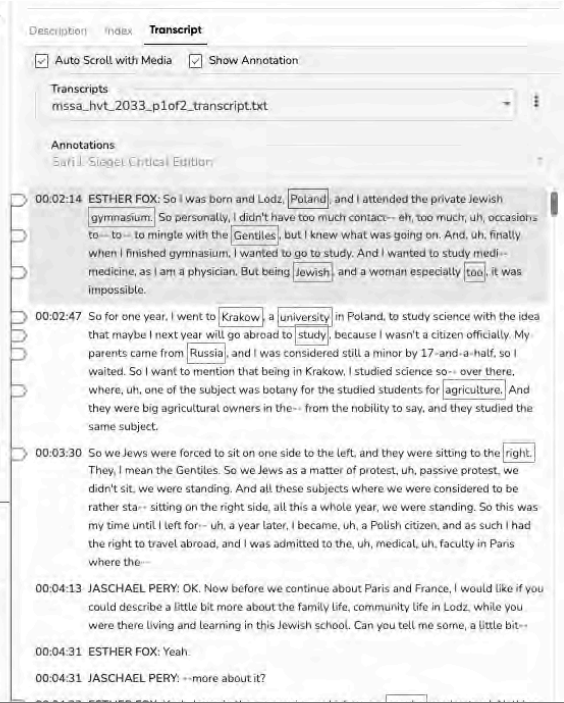 Description Index Transcript
Auto Scroll with Media Show Annotation
Transcripts
mssa_hvt_2033_p1of2_transcript.txt
Annotations
Sari J. Siegel Critical Edition
00:02:14 ESTHER FOX: So I was born and Lodz, Poland, and I attended the private Jewish
gymnasium. So personally, I didn't have too much contact-- eh, too much, uh, occasions
to-- to-- to mingle with the Gentiles, but I knew what was going on. And, uh, finally
when I finished gymnasium, I wanted to go to study. And I wanted to study medi--
medicine, as I am a physician. But being Jewish, and a woman especially too, it was
impossible.
00:02:47 So for one year, I went to Krakow, a university in Poland, to study science with the idea
that maybe I next year will go abroad to study, because I wasn't a citizen officially. My
parents came from Russia, and I was considered still a minor by 17-and-a-half, so I
waited. So I want to mention that being in Krakow, I studied science so-- over there,
where, uh, one of the subject was botany for the studied students for agriculture. And
they were big agricultural owners in the-- from the nobility to say, and they studied the
same subject.
00:03:30 So we Jews were forced to sit on one side to the left, and they were sitting to the right.
They, I mean the Gentiles. So we Jews as a matter of protest, uh, passive protest, we
didn't sit, we were standing. And all these subjects where we were considered to be
rather sta-- sitting on the right side, all this a whole year, we were standing. So this was
my time until I left for-- uh, a year later, I became, uh, a Polish citizen, and as such I had
the right to travel abroad, and I was admitted to the, uh, medical, uh, faculty in Paris
where the--
00:04:13 JASCHAEL PERY: OK. Now before we continue about Paris and France, I would like if you
could describe a little bit more about the family life, community life in Lodz, while you
were there living and learning in this Jewish school. Can you tell me some, a little bit--
00:04:31 ESTHER FOX: Yeah.
00:04:31 JASCHAEL PERY: --more about it?